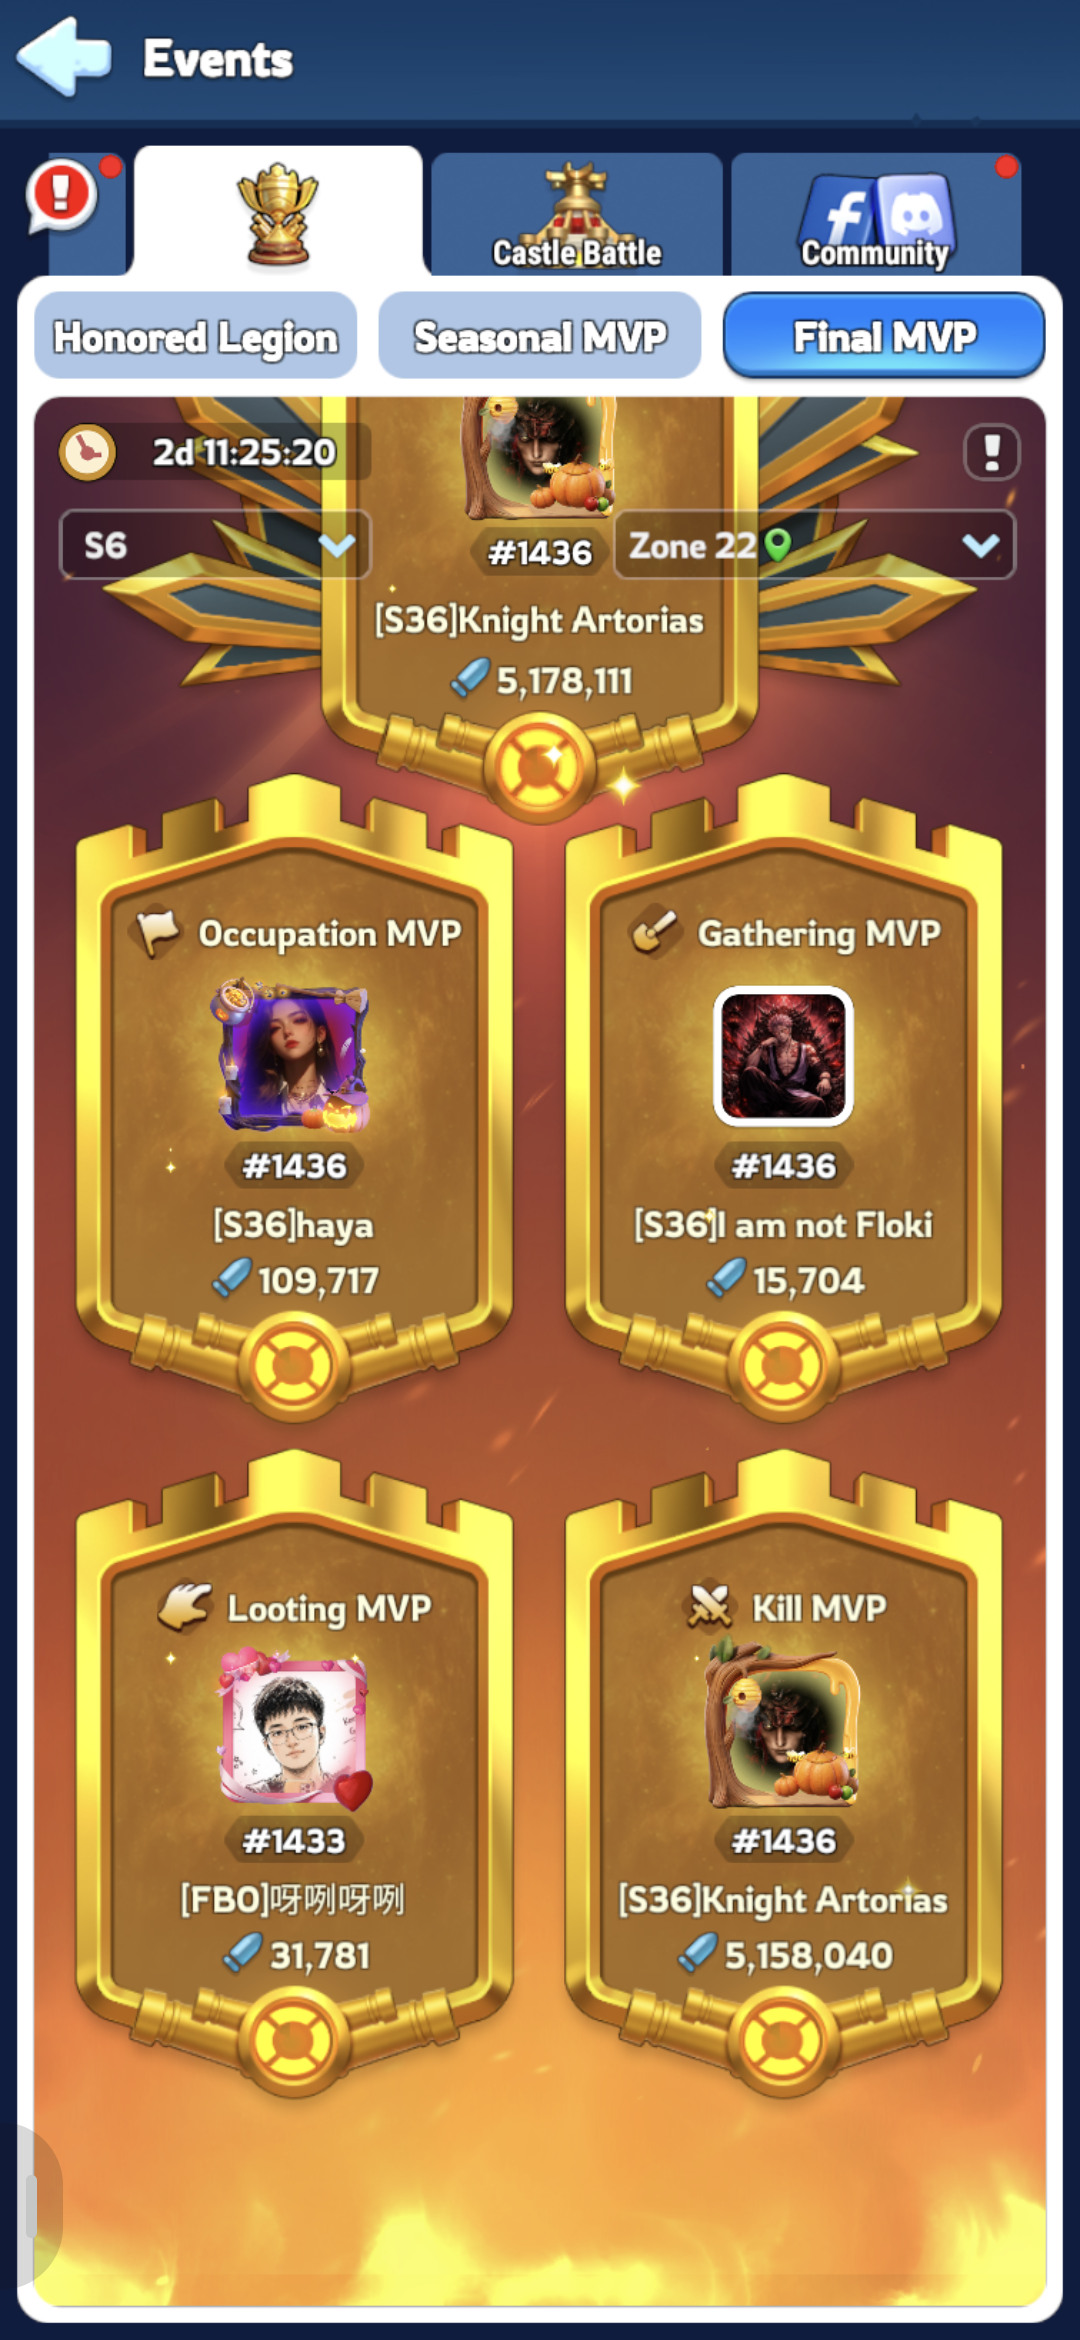 Events
Castle Battle
Community
Honored Legion
Seasonal MVP
Final MVP
2d 11:25:20
S6
Zone 22
#1436
[S36]Knight Artorias
5,178,111
Occupation MVP
#1436
[S36]haya
109,717
Gathering MVP
#1436
[S36]I am not Floki
15,704
Looting MVP
#1433
[FBO]呀咧呀咧
31,781
Kill MVP
#1436
[S36]Knight Artorias
5,158,040